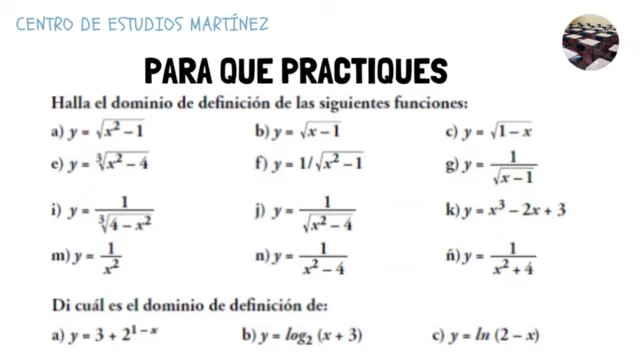 CENTRO DE ESTUDIOS MARTÍNEZ
PARA QUE PRACTIQUES
Halla el dominio de definición de las siguientes funciones:
a) y = √(x² − 1) b) y = √(x − 1) c) y = √(1 − x)
e) y = ∛(x² − 4) f) y = 1/√(x² − 1) g) y = 1/√(x − 1)
i) y = 1/∛(4 − x²) j) y = 1/√(x² − 4) k) y = x³ − 2x + 3
m) y = 1/x² n) y = 1/(x² − 4) ñ) y = 1/(x² + 4)
Di cuál es el dominio de definición de:
a) y = 3 + 2^(1 − x) b) y = log₂ (x + 3) c) y = ln (2 − x)